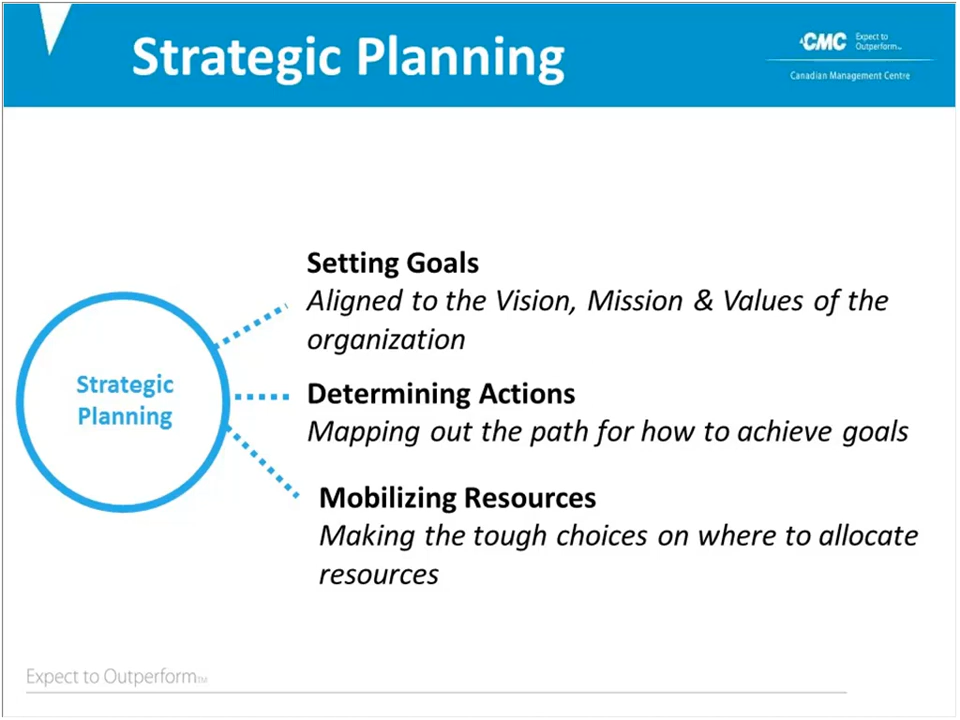 Strategic Planning
CMC
Expect to
Outperform™
Canadian Management Centre
Setting Goals
Aligned to the Vision, Mission & Values of the
organization
Strategic
Planning
Determining Actions
Mapping out the path for how to achieve goals
Mobilizing Resources
Making the tough choices on where to allocate
resources
Expect to Outperform™